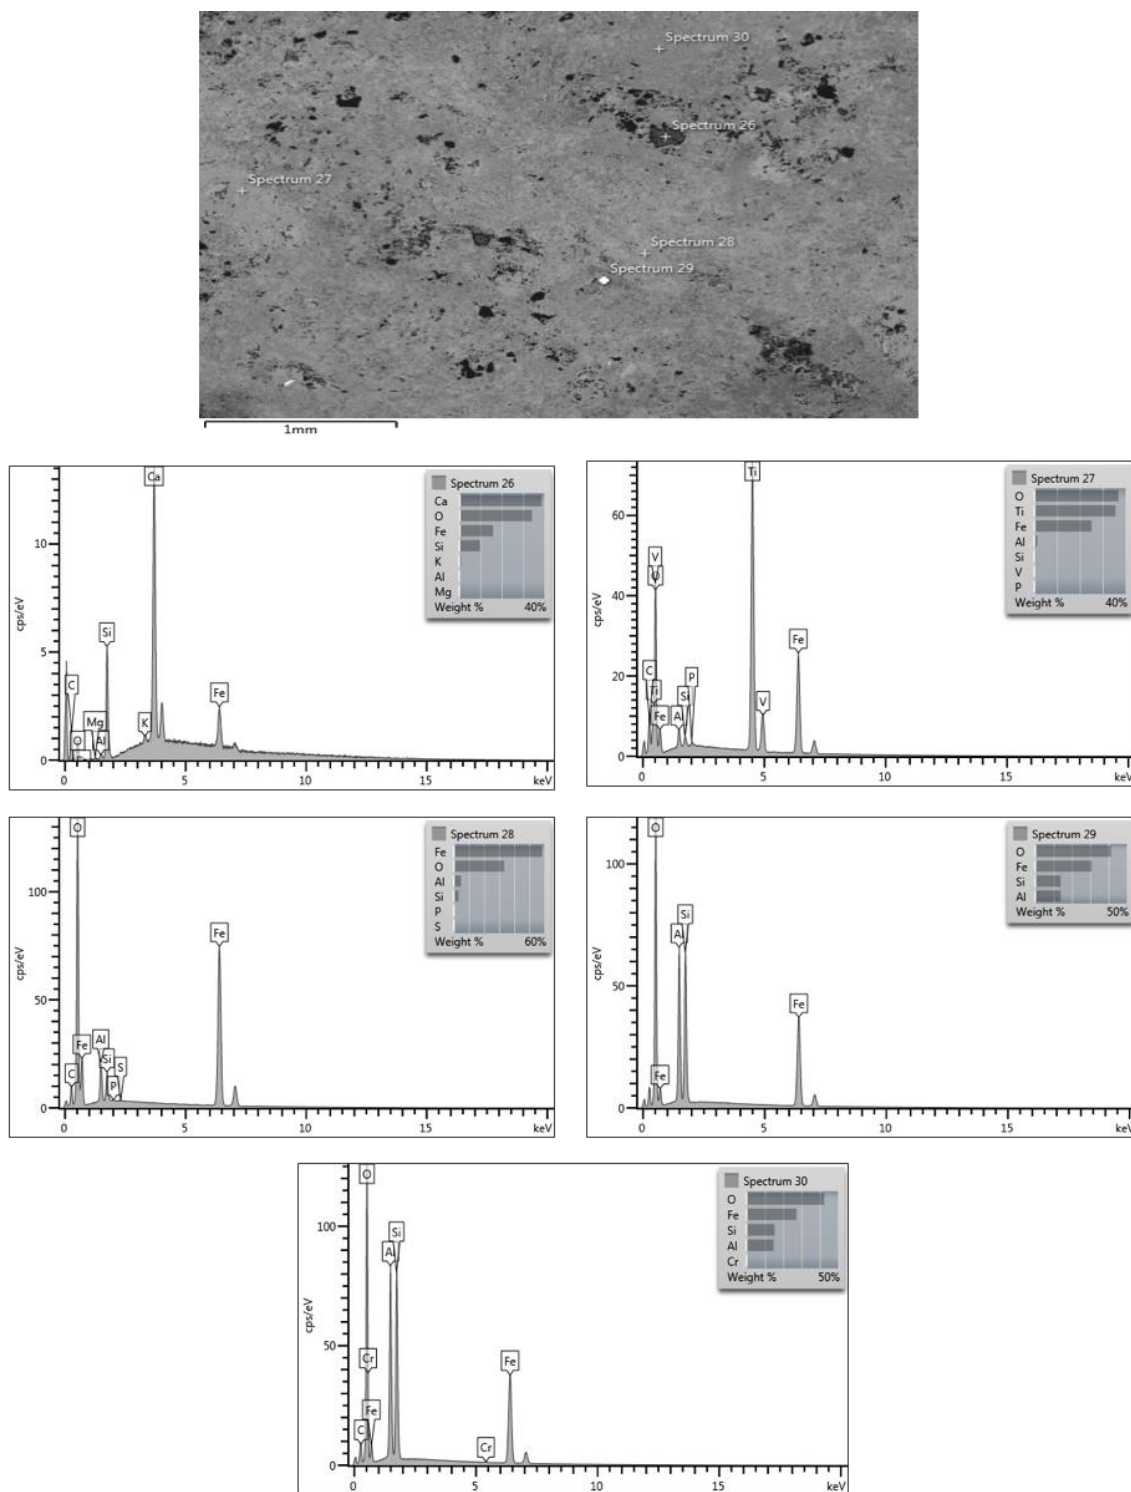 Spectrum 30
Spectrum 26
Spectrum 27
Spectrum 28
Spectrum 29
1mm
Spectrum 26
Ca
O
Fe
Si
K
Al
Mg
Weight % 40%
cps/eV
10
5
0
Ca
Si
C
Mg
O
Al
K
Fe
0 5 10 15 keV
Spectrum 27
O
Ti
Fe
Al
Si
V
P
Weight % 40%
cps/eV
60
40
20
0
Ti
V
O
C
Ti
Fe
Al
Si
P
V
Fe
0 5 10 15 keV
Spectrum 28
Fe
O
Al
Si
P
S
Weight % 60%
cps/eV
100
50
0
O
Fe
C
Al
Si
P
S
Fe
0 5 10 15 keV
Spectrum 29
O
Fe
Si
Al
Weight % 50%
cps/eV
100
50
0
O
Si
Al
Fe
Fe
0 5 10 15 keV
Spectrum 30
O
Fe
Si
Al
Cr
Weight % 50%
cps/eV
100
50
0
O
Si
Al
Cr
Fe
C
Cr
Fe
0 5 10 15 keV